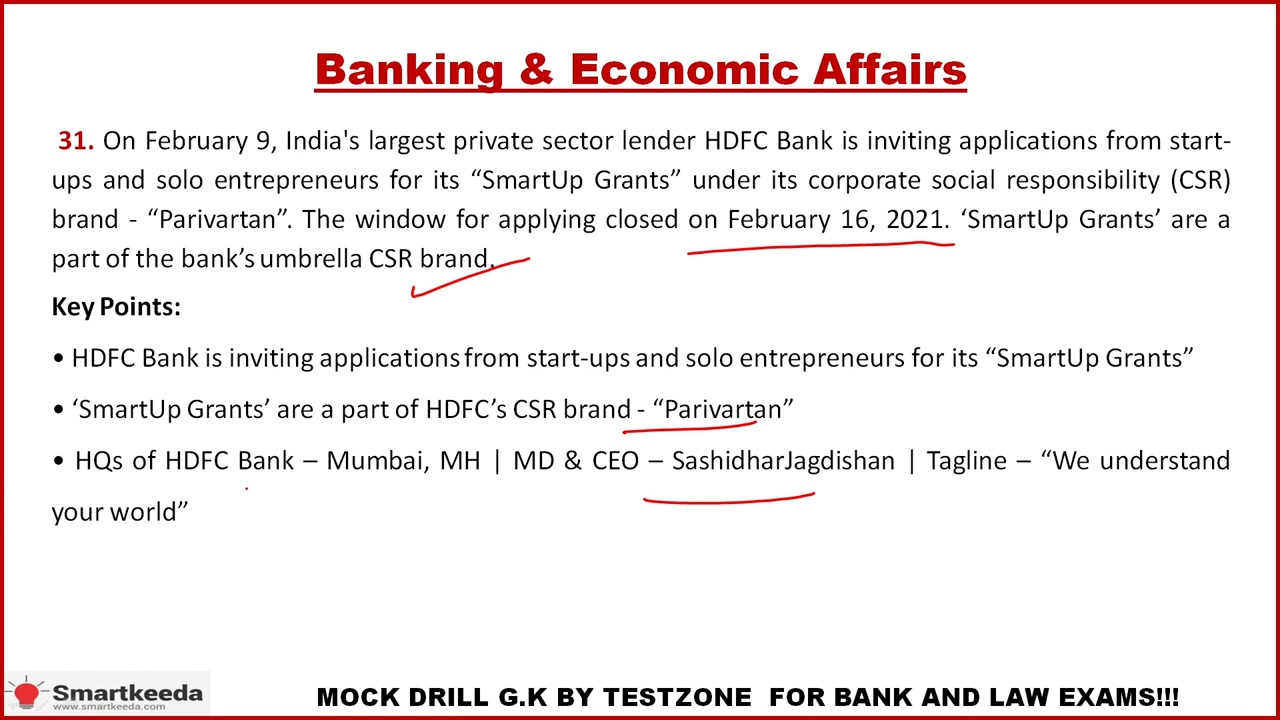 Banking & Economic Affairs
31. On February 9, India's largest private sector lender HDFC Bank is inviting applications from start-
ups and solo entrepreneurs for its “SmartUp Grants” under its corporate social responsibility (CSR)
brand - “Parivartan”. The window for applying closed on February 16, 2021. ‘SmartUp Grants’ are a
part of the bank’s umbrella CSR brand.
Key Points:
• HDFC Bank is inviting applications from start-ups and solo entrepreneurs for its “SmartUp Grants”
• ‘SmartUp Grants’ are a part of HDFC’s CSR brand - “Parivartan”
• HQs of HDFC Bank – Mumbai, MH | MD & CEO – SashidharJagdishan | Tagline – “We understand
your world”
Smartkeeda
www.smartkeeda.com
MOCK DRILL G.K BY TESTZONE FOR BANK AND LAW EXAMS!!!